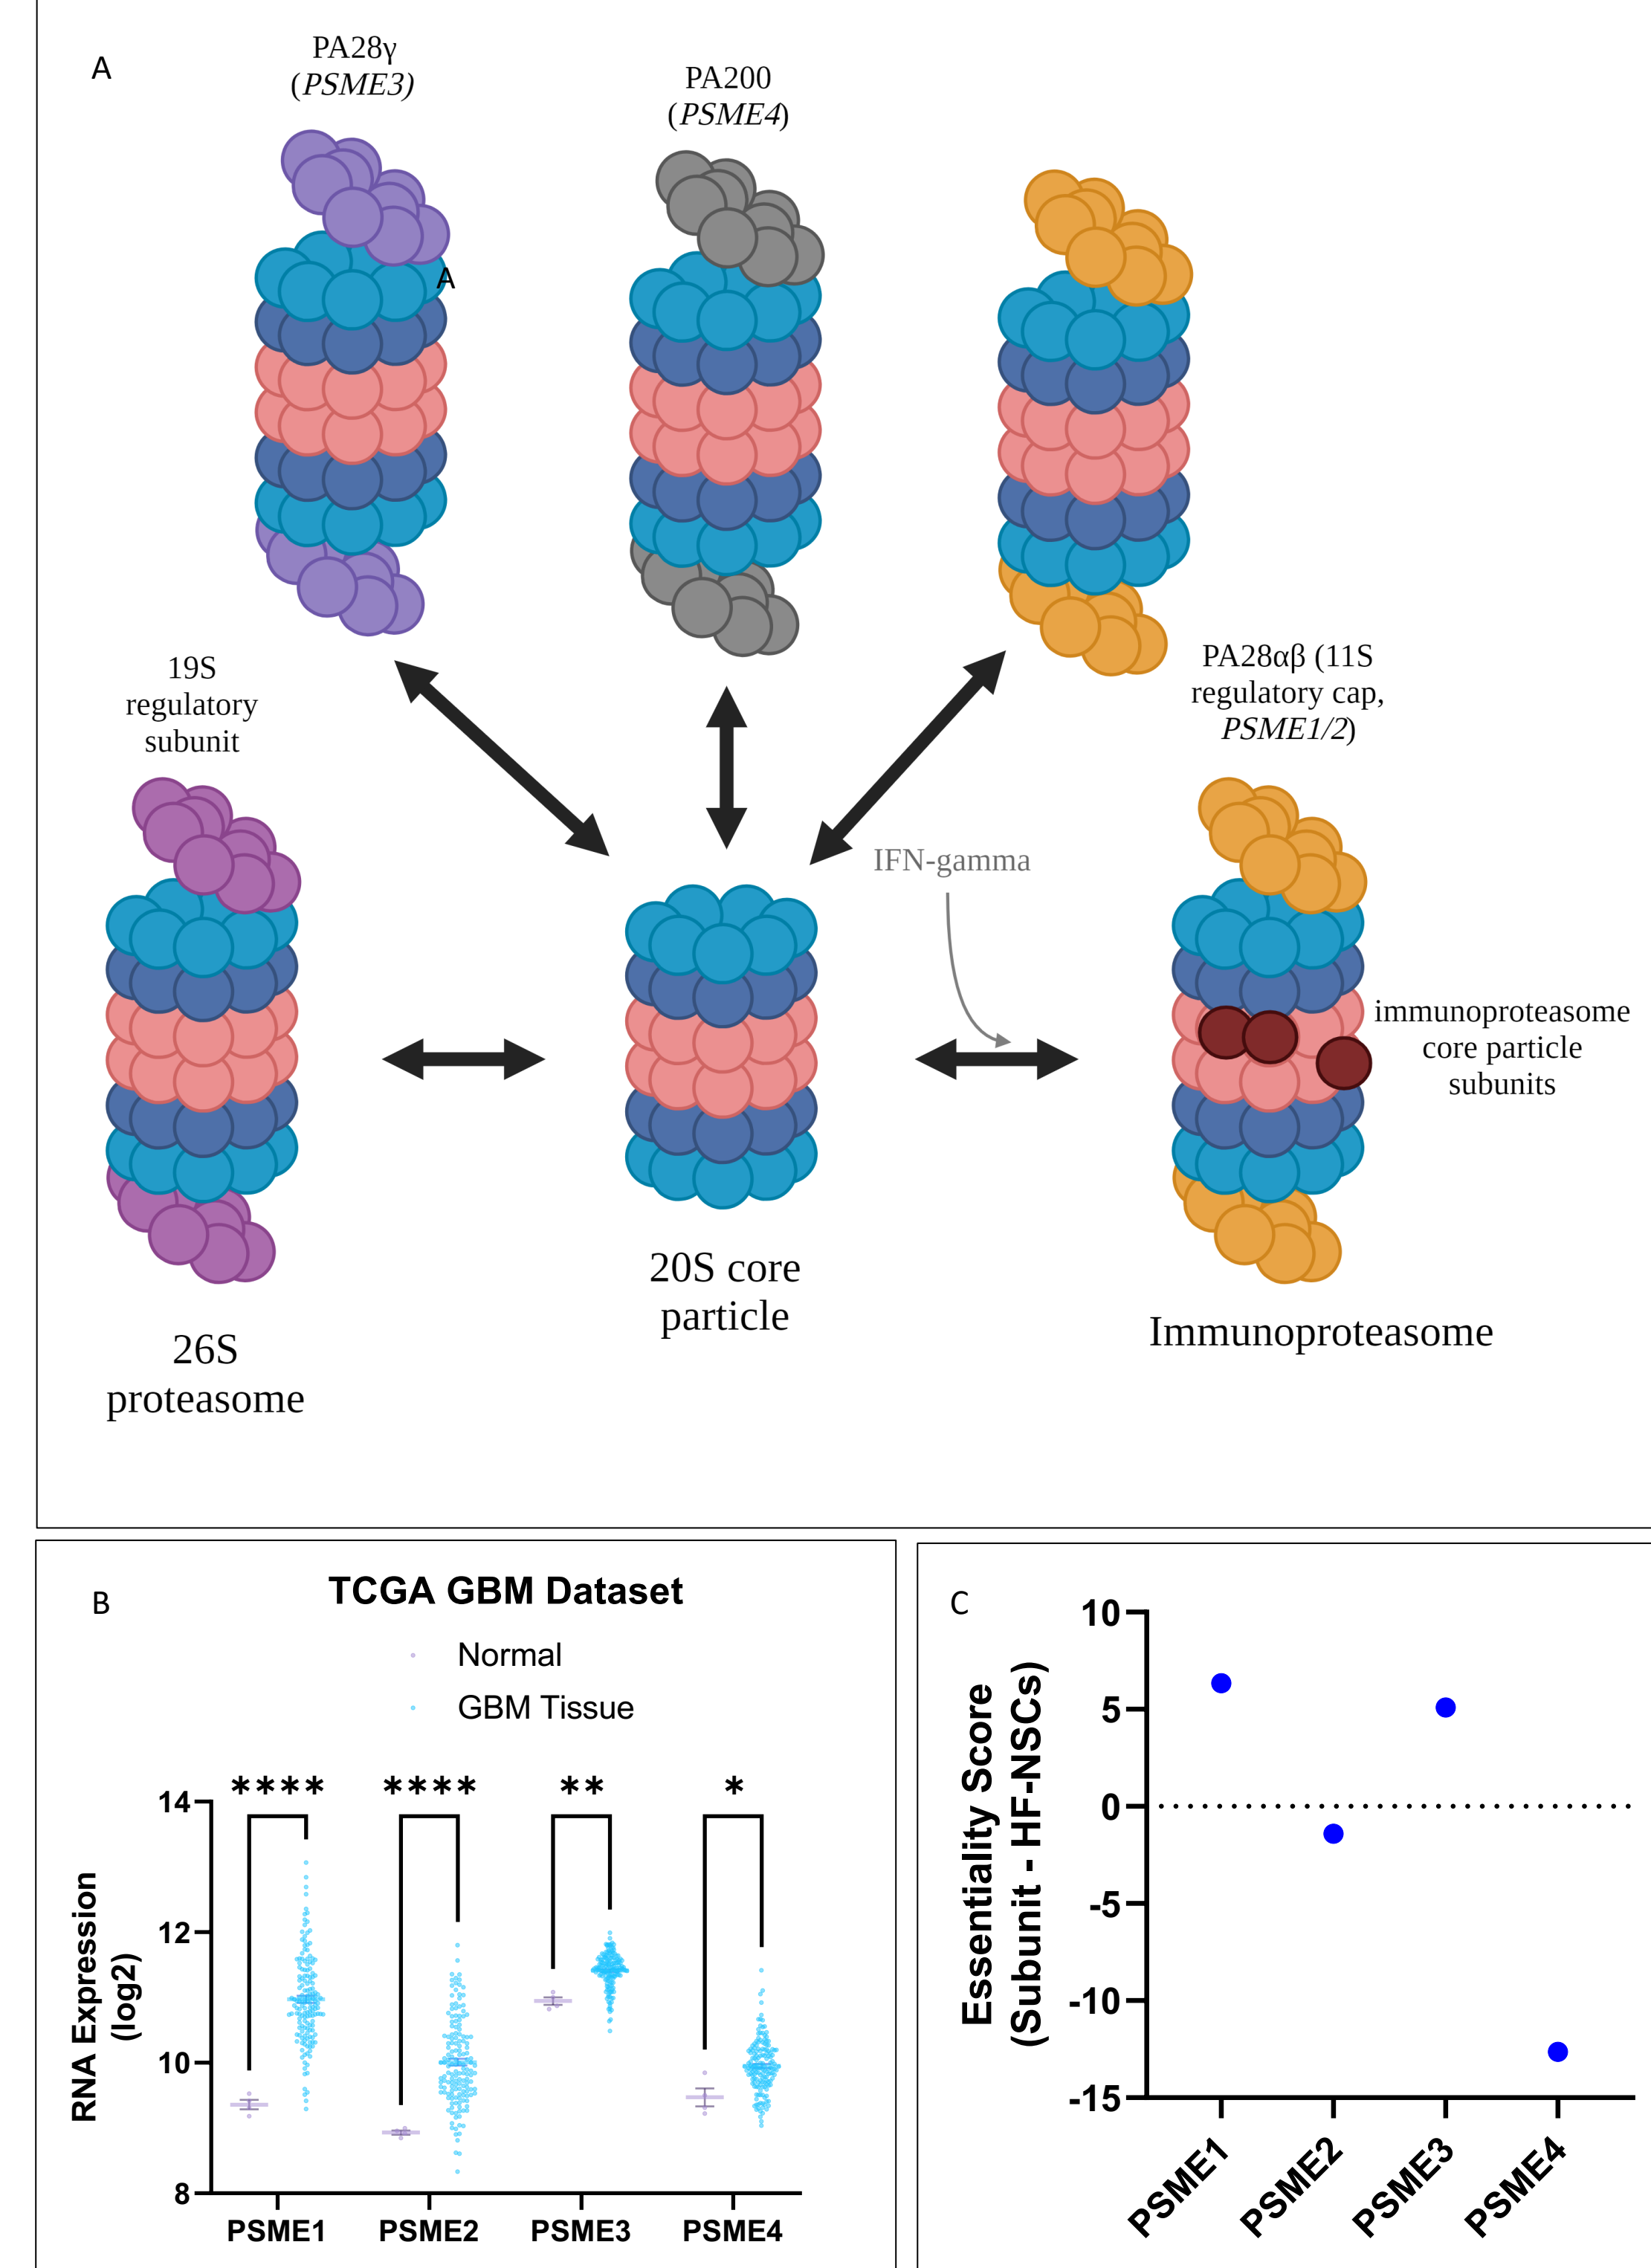 A
PA28γ
(PSME3)
PA200
(PSME4)
A
PA28αβ (11S
regulatory cap,
PSME1/2)
19S
regulatory
subunit
IFN-gamma
immunoproteasome
core particle
subunits
20S core
particle
Immunoproteasome
26S
proteasome
B
TCGA GBM Dataset
Normal
GBM Tissue
**** **** ** *
RNA Expression
(log2)
14
12
10
8
PSME1 PSME2 PSME3 PSME4
C
Essentiality Score
(Subunit - HF-NSCs)
10
5
0
-5
-10
-15
PSME1 PSME2 PSME3 PSME4